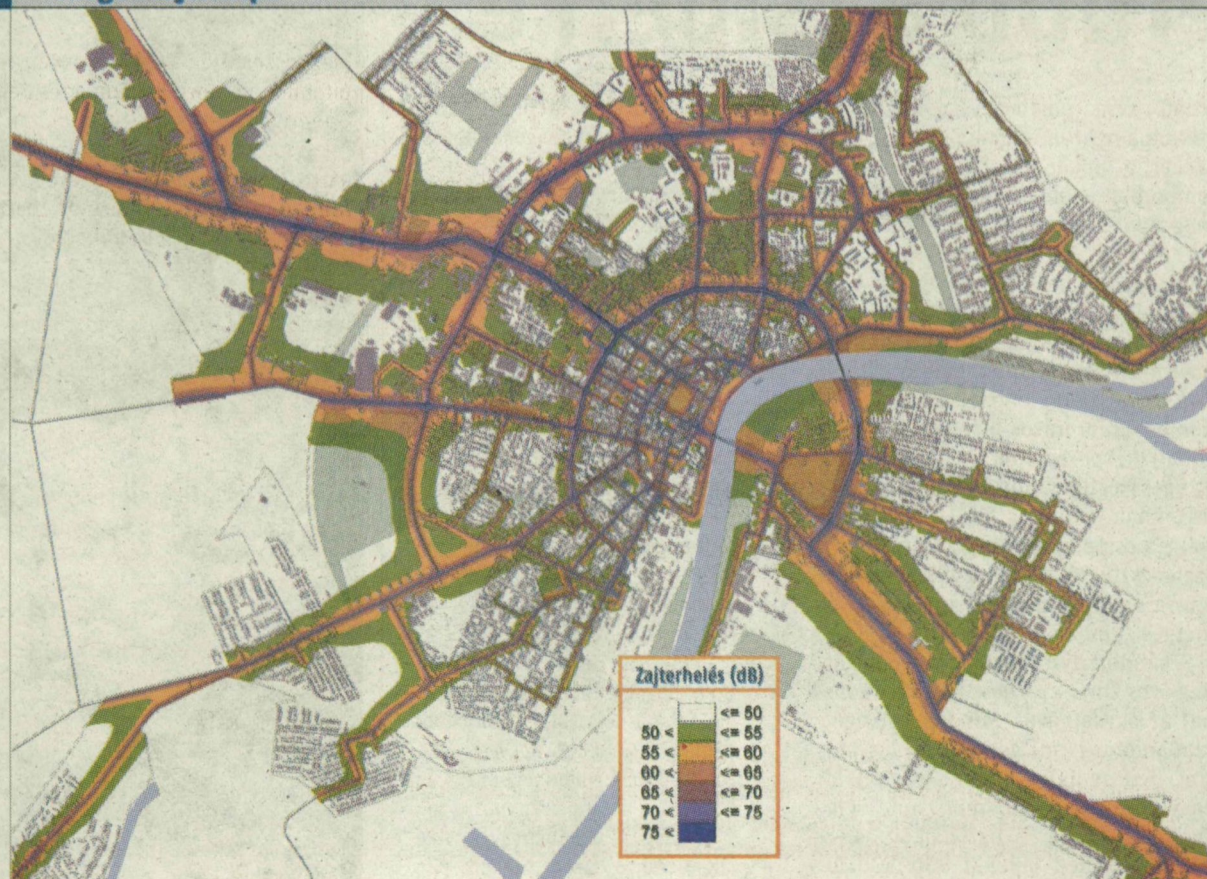 Zajterhelés (dB)
<= 50
50 < <= 55
55 < <= 60
60 < <= 65
65 < <= 70
70 < <= 75
75 <